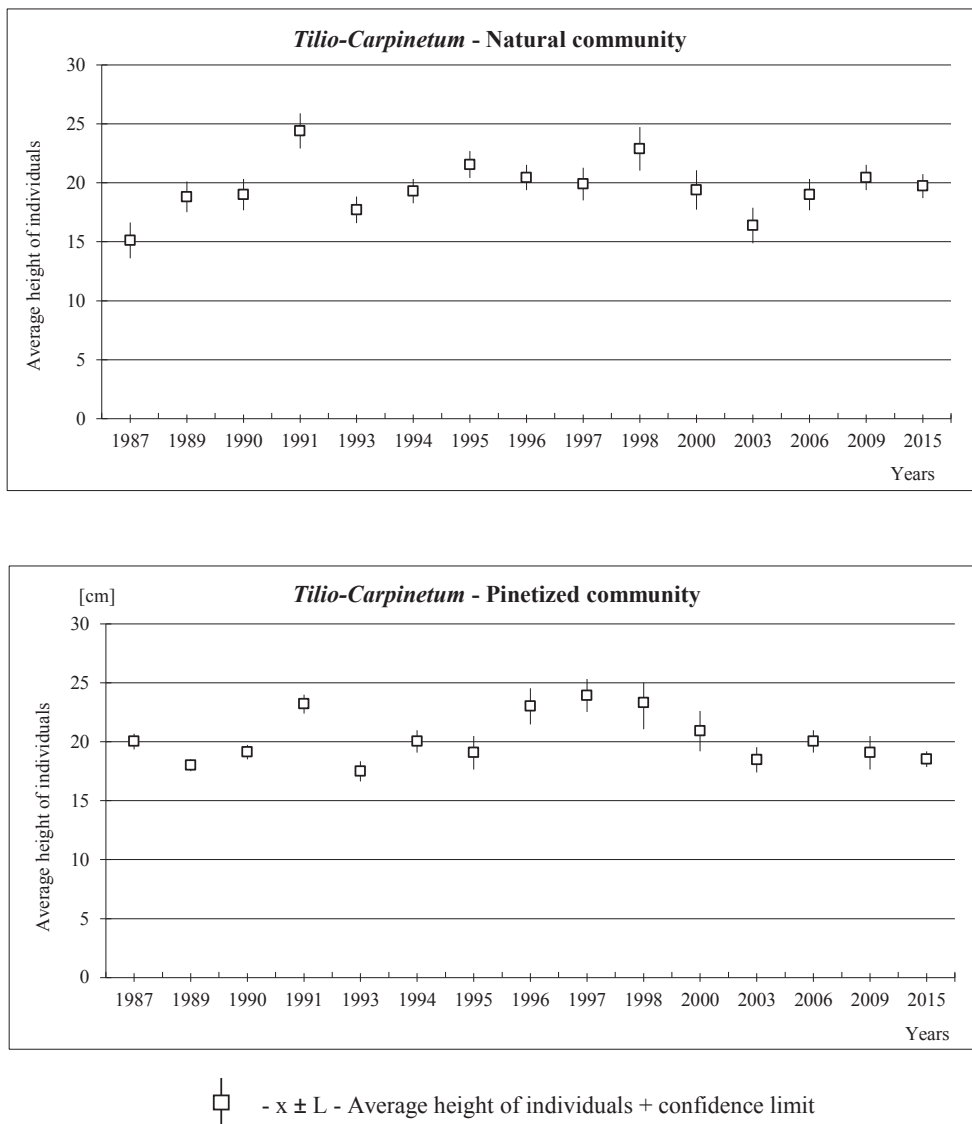 Tilio-Carpinetum - Natural community
Average height of individuals
30
25
20
15
10
5
0
1987 1989 1990 1991 1993 1994 1995 1996 1997 1998 2000 2003 2006 2009 2015
Years
[cm]
Tilio-Carpinetum - Pinetized community
Average height of individuals
30
25
20
15
10
5
0
1987 1989 1990 1991 1993 1994 1995 1996 1997 1998 2000 2003 2006 2009 2015
Years
- x ± L - Average height of individuals + confidence limit